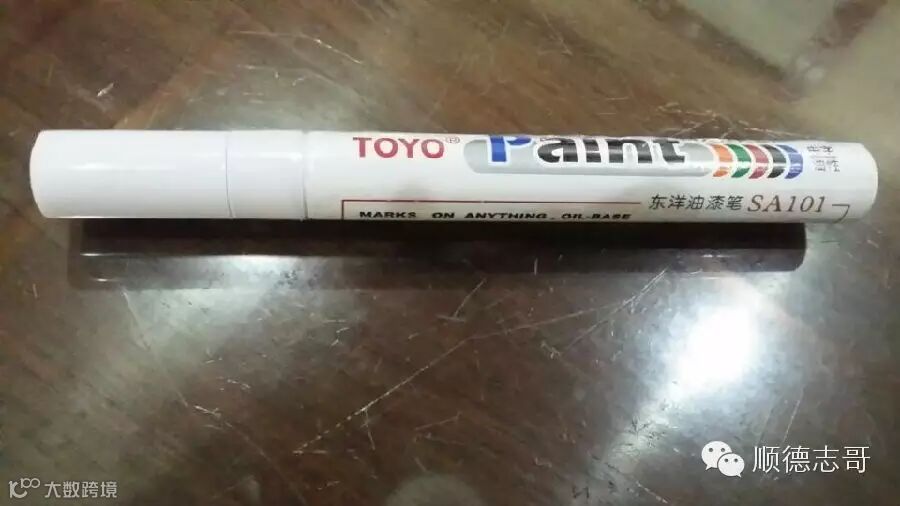 TOYO® Paint
东洋油漆笔 SA101
MARKS ON ANYTHING, OIL-BASE
顺德志哥
大数跨境